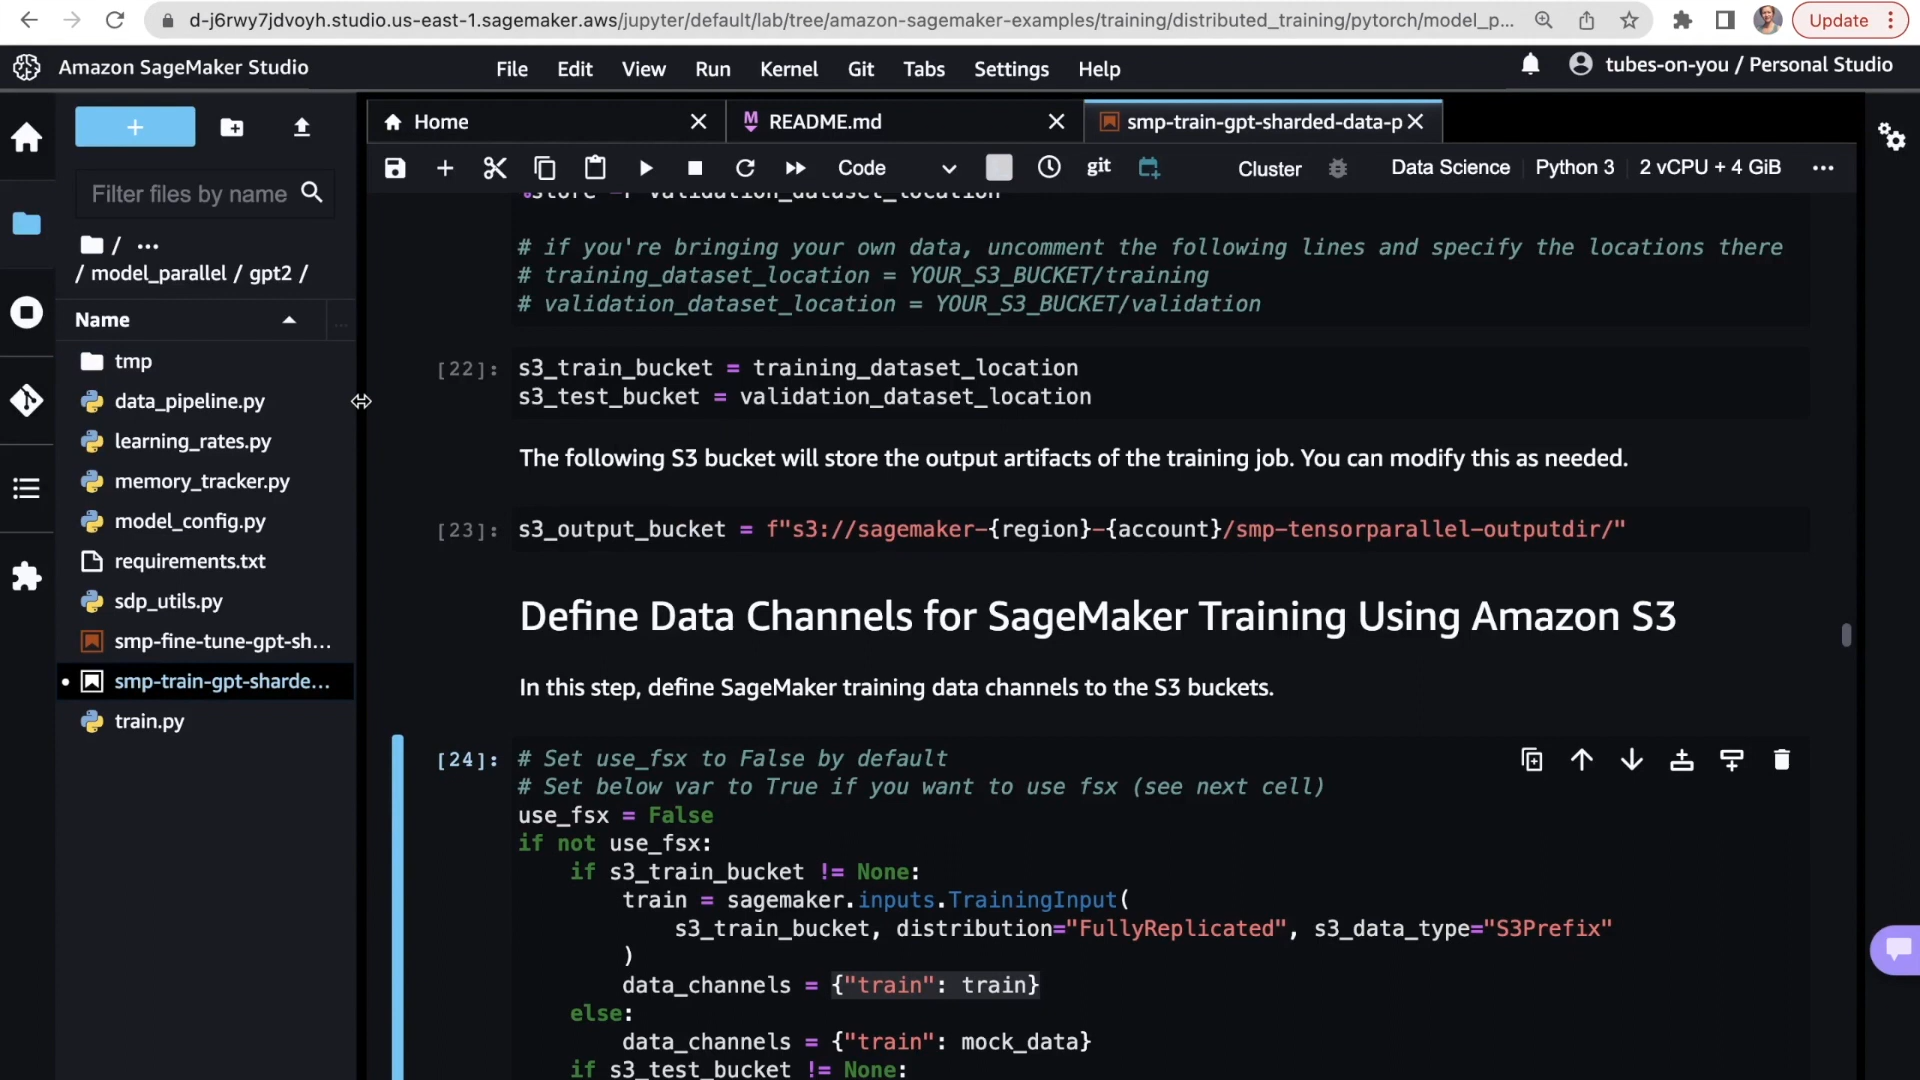 d-j6rwy7jdvoyh.studio.us-east-1.sagemaker.aws/jupyter/default/lab/tree/amazon-sagemaker-examples/training/distributed_training/pytorch/model_p...
Update
Amazon SageMaker Studio
File Edit View Run Kernel Git Tabs Settings Help
tubes-on-you / Personal Studio
+
Home
README.md
smp-train-gpt-sharded-data-p
Code
git
Cluster
Data Science
Python 3
2 vCPU + 4 GiB
Filter files by name
/ ...
/ model_parallel / gpt2 /
Name
tmp
data_pipeline.py
learning_rates.py
memory_tracker.py
model_config.py
requirements.txt
sdp_utils.py
smp-fine-tune-gpt-sh...
smp-train-gpt-sharde...
train.py
%store -r validation_dataset_location
# if you're bringing your own data, uncomment the following lines and specify the locations there
# training_dataset_location = YOUR_S3_BUCKET/training
# validation_dataset_location = YOUR_S3_BUCKET/validation
[22]: s3_train_bucket = training_dataset_location
s3_test_bucket = validation_dataset_location
The following S3 bucket will store the output artifacts of the training job. You can modify this as needed.
[23]: s3_output_bucket = f"s3://sagemaker-{region}-{account}/smp-tensorparallel-outputdir/"
Define Data Channels for SageMaker Training Using Amazon S3
In this step, define SageMaker training data channels to the S3 buckets.
[24]: # Set use_fsx to False by default
# Set below var to True if you want to use fsx (see next cell)
use_fsx = False
if not use_fsx:
if s3_train_bucket != None:
train = sagemaker.inputs.TrainingInput(
s3_train_bucket, distribution="FullyReplicated", s3_data_type="S3Prefix"
)
data_channels = {"train": train}
else:
data_channels = {"train": mock_data}
if s3_test_bucket != None: